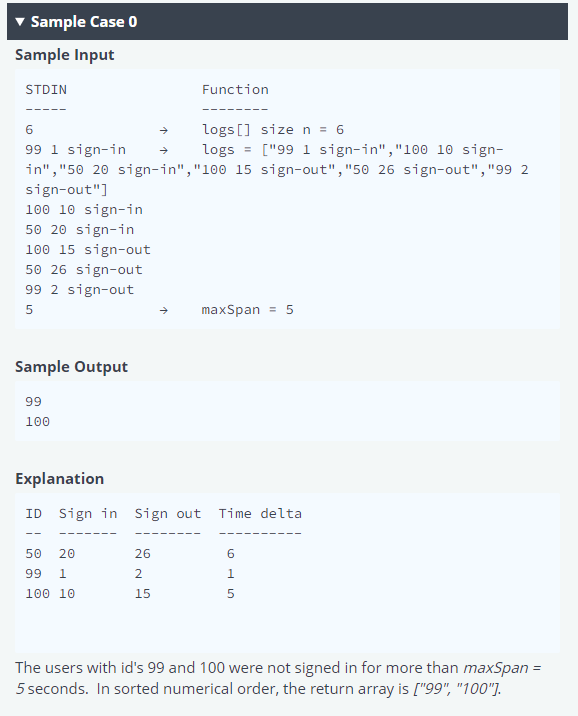 ▼ Sample Case 0
Sample Input
STDIN Function
----- --------
6 → logs[] size n = 6
99 1 sign-in → logs = ["99 1 sign-in","100 10 sign-
in","50 20 sign-in","100 15 sign-out","50 26 sign-out","99 2
sign-out"]
100 10 sign-in
50 20 sign-in
100 15 sign-out
50 26 sign-out
99 2 sign-out
5 → maxSpan = 5
Sample Output
99
100
Explanation
ID Sign in Sign out Time delta
-- ------- -------- ----------
50 20 26 6
99 1 2 1
100 10 15 5
The users with id's 99 and 100 were not signed in for more than maxSpan =
5 seconds. In sorted numerical order, the return array is ["99", "100"].